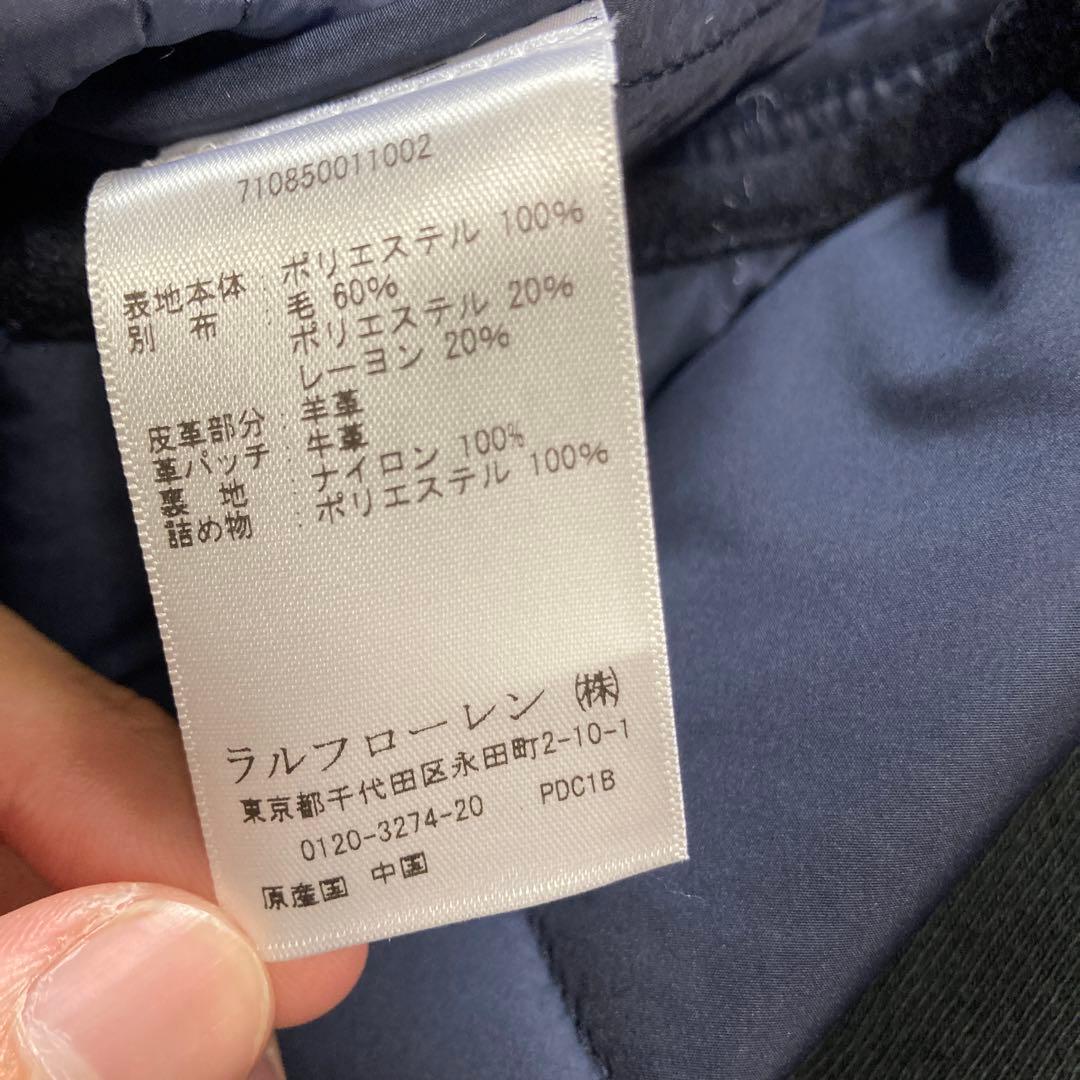 710850011002
表地本体 : ポリエステル 100%
別 布 : 毛 60%
ポリエステル 20%
レーヨン 20%
皮革部分 : 羊革
革パッチ : 牛革
裏 地 : ナイロン 100%
詰め物 : ポリエステル 100%
ラルフローレン ㈱
東京都千代田区永田町2-10-1
0120-3274-20 PDC1B
原産国 中国